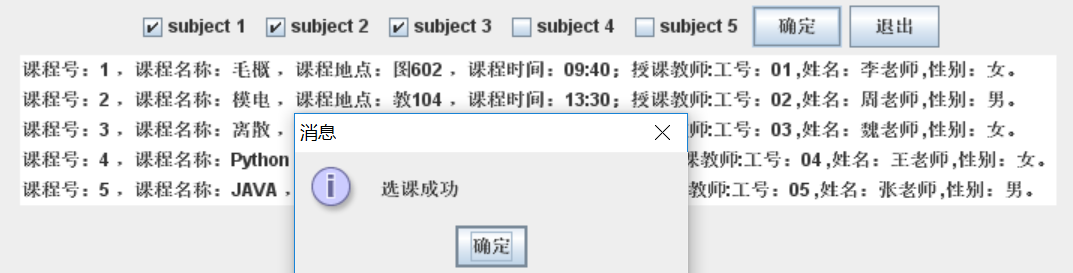 subject 1 subject 2 subject 3 subject 4 subject 5 确定 退出
课程号：1 ，课程名称：毛概 ，课程地点：图602 ，课程时间：09:40；授课教师:工号：01 ,姓名：李老师 ,性别：女。
课程号：2 ，课程名称：模电 ，课程地点：教104 ，课程时间：13:30；授课教师:工号：02 ,姓名：周老师 ,性别：男。
消息
课程号：3 ，课程名称：离散 ， 师:工号：03 ,姓名：魏老师 ,性别：女。
课程号：4 ，课程名称：Python 课教师:工号：04 ,姓名：王老师 ,性别：女。
课程号：5 ，课程名称：JAVA ， 教师:工号：05 ,姓名：张老师 ,性别：男。
i
选课成功
确定